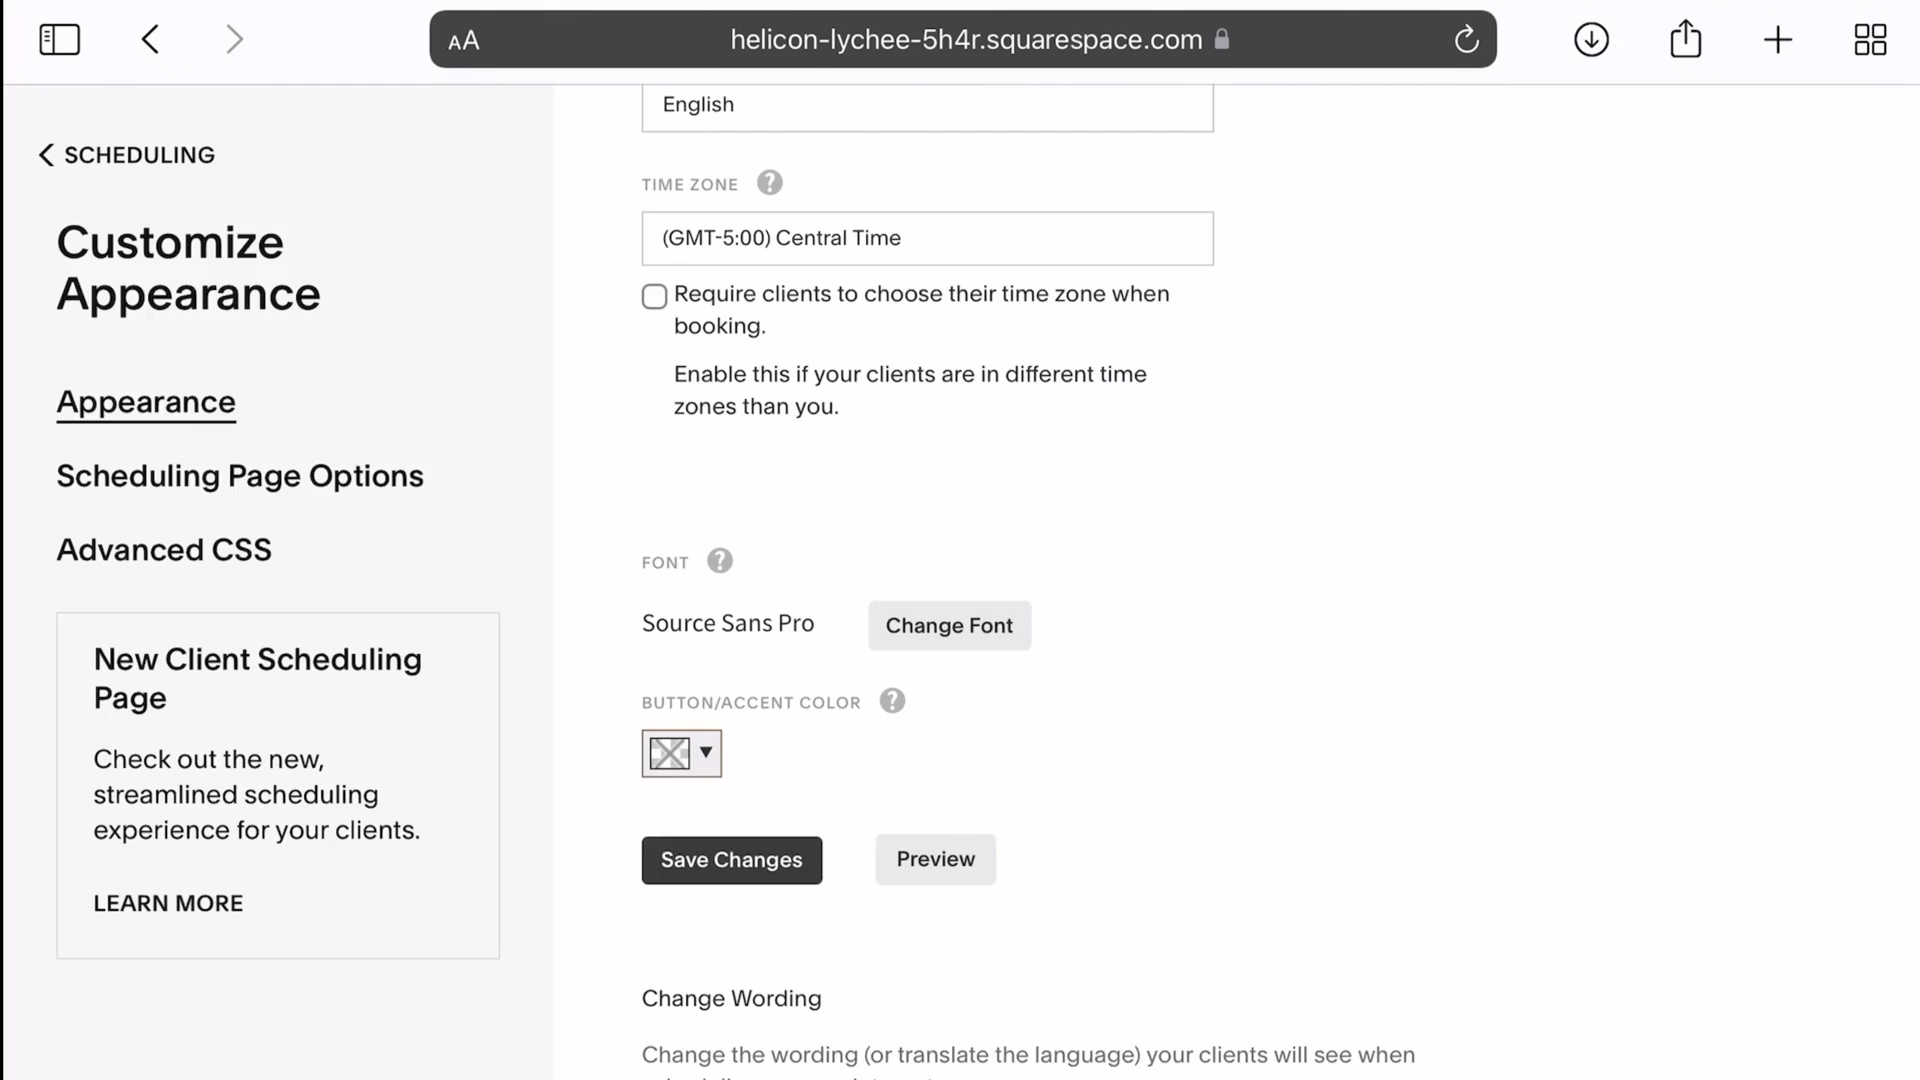 AA
helicon-lychee-5h4r.squarespace.com
SCHEDULING
Customize
Appearance
Appearance
Scheduling Page Options
Advanced CSS
New Client Scheduling
Page
Check out the new,
streamlined scheduling
experience for your clients.
LEARN MORE
English
TIME ZONE ?
(GMT-5:00) Central Time
Require clients to choose their time zone when
booking.
Enable this if your clients are in different time
zones than you.
FONT ?
Source Sans Pro Change Font
BUTTON/ACCENT COLOR ?
Save Changes Preview
Change Wording
Change the wording (or translate the language) your clients will see when